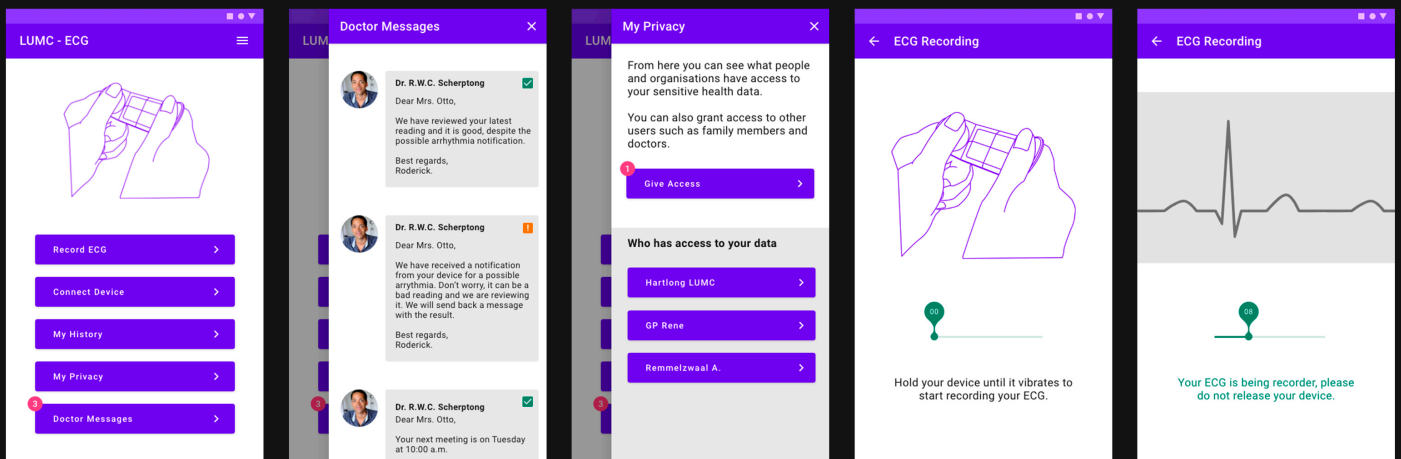 LUMC - ECG
Record ECG
Connect Device
My History
My Privacy
3
Doctor Messages
LUM
3
Doctor Messages
Dr. R.W.C. Scherptong
Dear Mrs. Otto,
We have reviewed your latest
reading and it is good, despite the
possible arrhythmia notification.
Best regards,
Roderick.
Dr. R.W.C. Scherptong
!
Dear Mrs. Otto,
We have received a notification
from your device for a possible
arrythmia. Don't worry, it can be a
bad reading and we are reviewing
it. We will send back a message
with the result.
Best regards,
Roderick.
Dr. R.W.C. Scherptong
Dear Mrs. Otto,
Your next meeting is on Tuesday
at 10:00 a.m.
LUM
3
My Privacy
From here you can see what people
and organisations have access to
your sensitive health data.
You can also grant access to other
users such as family members and
doctors.
1
Give Access
Who has access to your data
Hartlong LUMC
GP Rene
Remmelzwaal A.
ECG Recording
00
Hold your device until it vibrates to
start recording your ECG.
ECG Recording
08
Your ECG is being recorder, please
do not release your device.